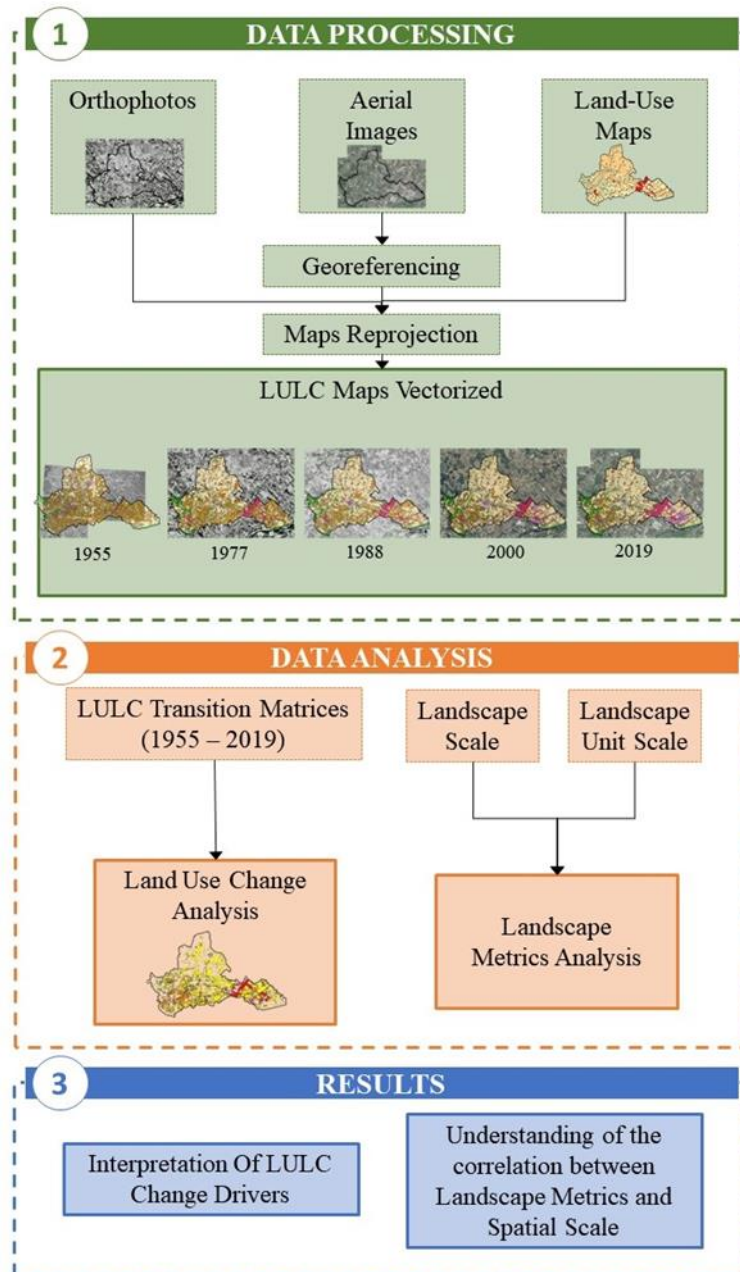 1
DATA PROCESSING
Orthophotos
Aerial
Images
Land-Use
Maps
Georeferencing
Maps Reprojection
LULC Maps Vectorized
1955
1977
1988
2000
2019
2
DATA ANALYSIS
LULC Transition Matrices
(1955 – 2019)
Landscape
Scale
Landscape
Unit Scale
Land Use Change
Analysis
Landscape
Metrics Analysis
3
RESULTS
Interpretation Of LULC
Change Drivers
Understanding of the
correlation between
Landscape Metrics and
Spatial Scale